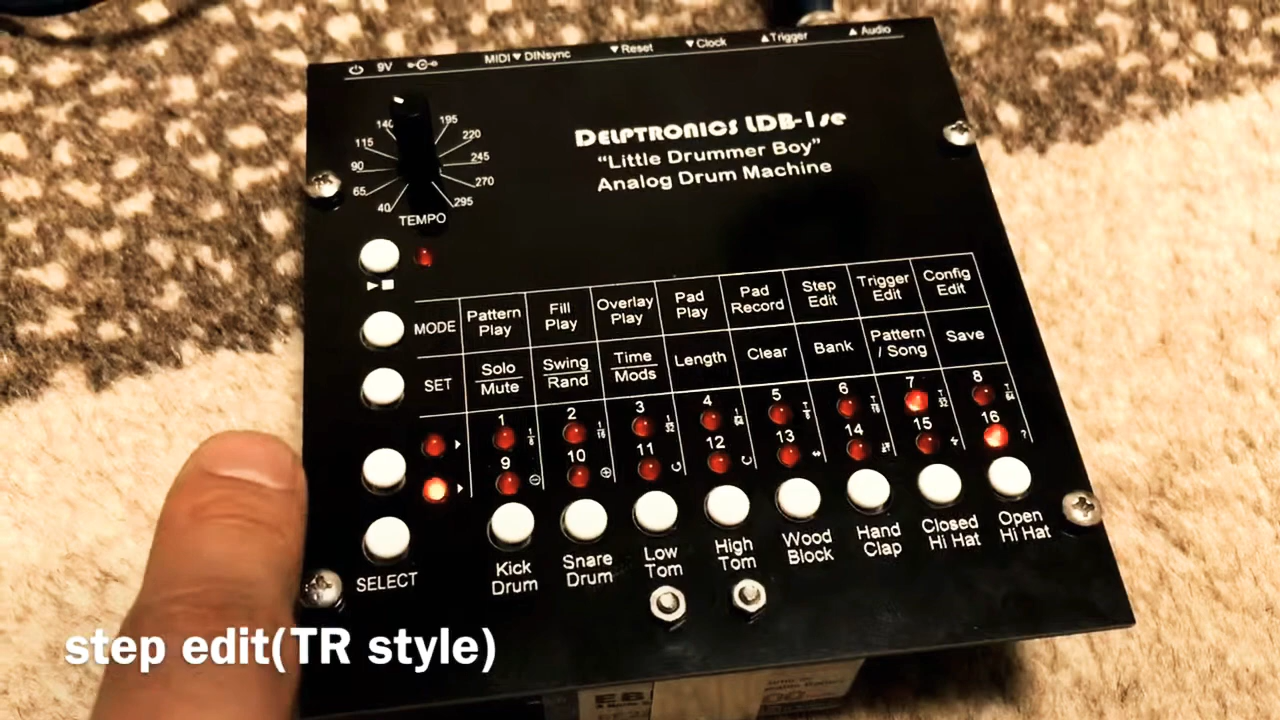 9V
MIDI ▼ DINsync
▼Reset
▼Clock
▲Trigger
▲Audio
DELPTRONICS LDB-1se
"Little Drummer Boy"
Analog Drum Machine
140
195
115
220
90
245
65
270
40
295
TEMPO
▶■
MODE
Pattern Play
Fill Play
Overlay Play
Pad Play
Pad Record
Step Edit
Trigger Edit
Config Edit
SET
Solo Mute
Swing Rand
Time Mods
Length
Clear
Bank
Pattern / Song
Save
1 2 3 4 5 6 7 8
9 10 11 12 13 14 15 16
SELECT
Kick Drum
Snare Drum
Low Tom
High Tom
Wood Block
Hand Clap
Closed Hi Hat
Open Hi Hat
step edit(TR style)